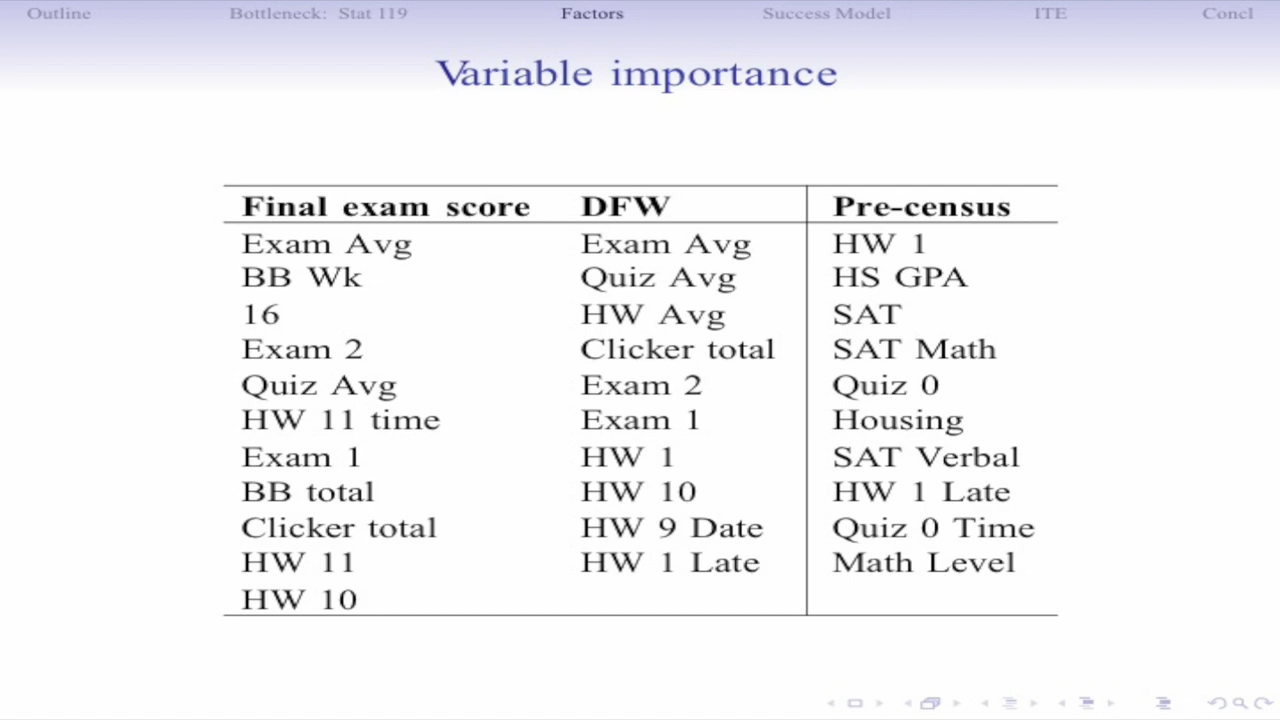 Outline Bottleneck: Stat 119 Factors Success Model ITE Concl
Variable importance
Final exam score DFW Pre-census
Exam Avg Exam Avg HW 1
BB Wk Quiz Avg HS GPA
16 HW Avg SAT
Exam 2 Clicker total SAT Math
Quiz Avg Exam 2 Quiz 0
HW 11 time Exam 1 Housing
Exam 1 HW 1 SAT Verbal
BB total HW 10 HW 1 Late
Clicker total HW 9 Date Quiz 0 Time
HW 11 HW 1 Late Math Level
HW 10